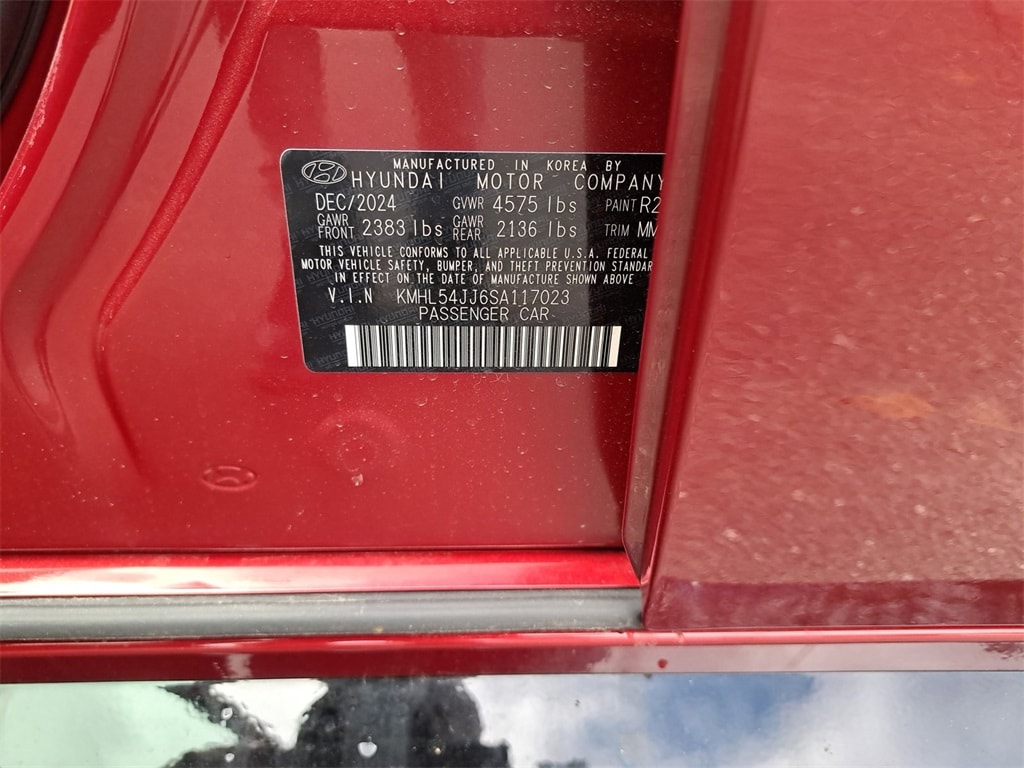 MANUFACTURED IN KOREA BY
HYUNDAI MOTOR COMPANY
DEC/2024 GVWR 4575 lbs PAINT R2
GAWR FRONT 2383 lbs GAWR REAR 2136 lbs TRIM MM
THIS VEHICLE CONFORMS TO ALL APPLICABLE U.S.A. FEDERAL
MOTOR VEHICLE SAFETY, BUMPER, AND THEFT PREVENTION STANDAR
IN EFFECT ON THE DATE OF MANUFACTURE SHOWN ABOVE
V.I.N KMHL54JJ6SA117023
PASSENGER CAR